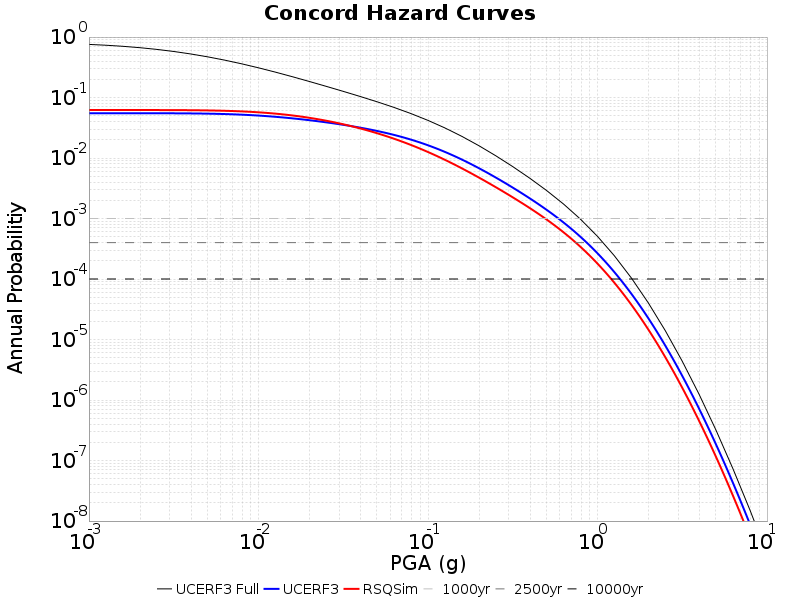 Concord Hazard Curves
Annual Probabilitiy
10^0
10^-1
10^-2
10^-3
10^-4
10^-5
10^-6
10^-7
10^-8
10^-3 10^-2 10^-1 10^0 10^1
PGA (g)
UCERF3 Full UCERF3 RSQSim 1000yr 2500yr 10000yr